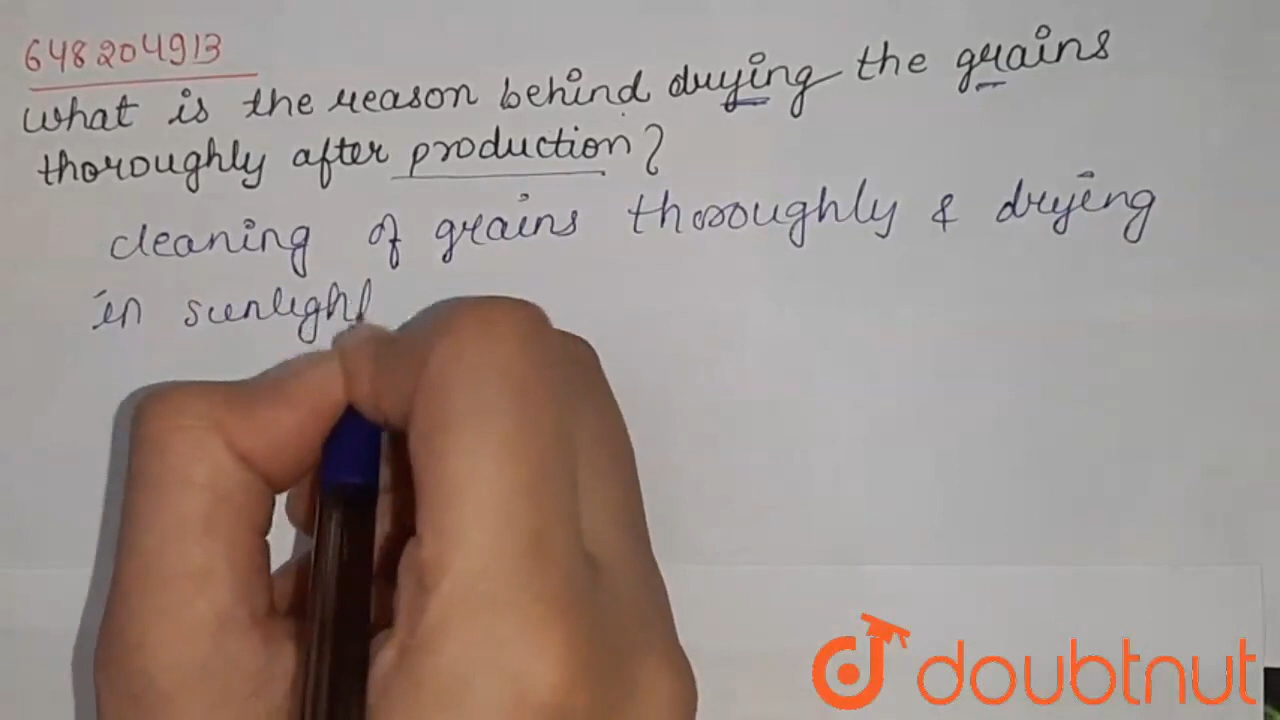 648204913
What is the reason behind drying the grains
thoroughly after production?
cleaning of grains thoroughly & drying
in sunlight
doubtnut